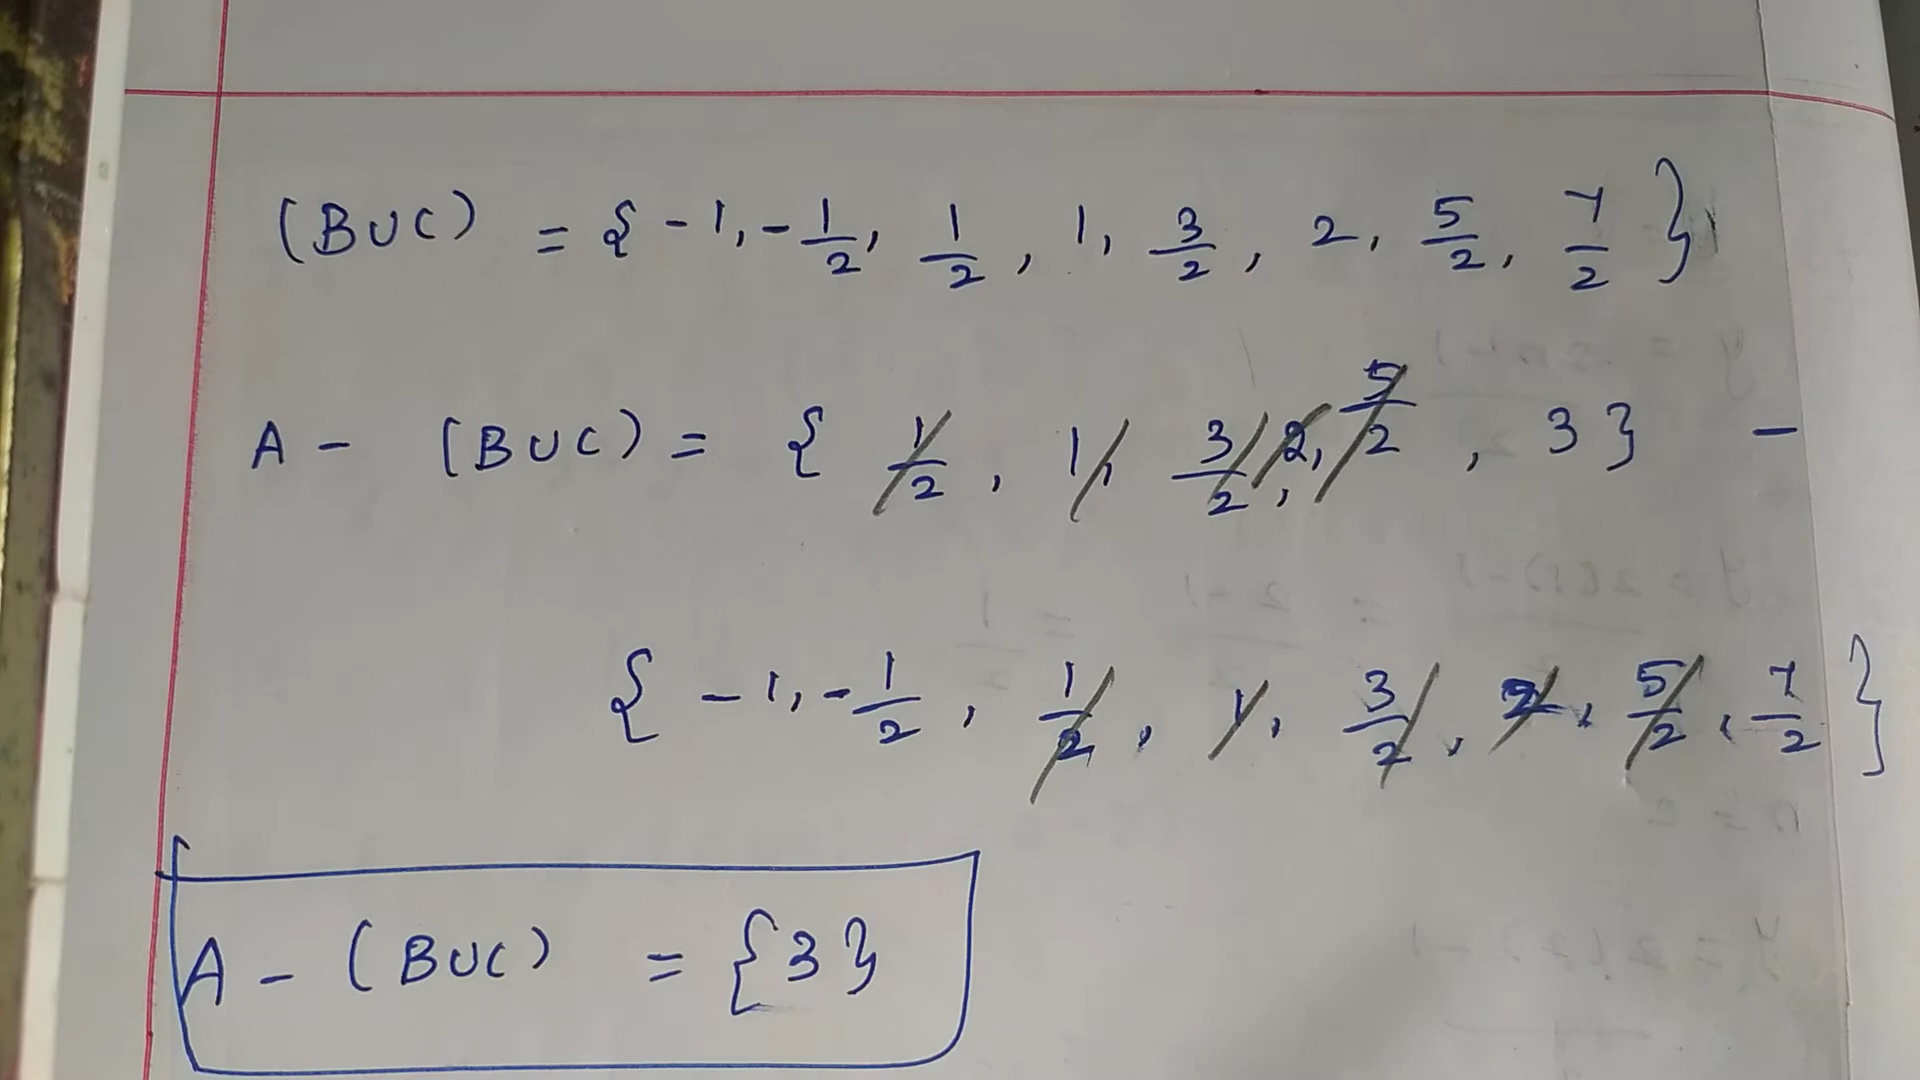 (B∪C) = {-1, -1/2, 1/2, 1, 3/2, 2, 5/2, 7/2}
A - (B∪C) = { 1/2, 1, 3/2, 2, 5/2, 3} -
{ -1, -1/2, 1/2, 1, 3/2, 2, 5/2, 7/2 }
A - (B∪C) = {3}